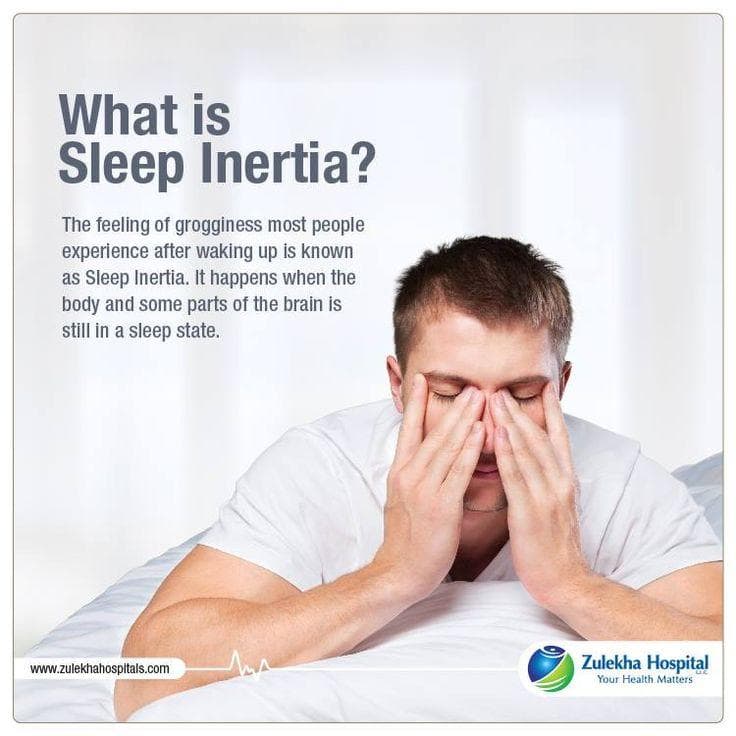 What is
Sleep Inertia?
The feeling of grogginess most people
experience after waking up is known
as Sleep Inertia. It happens when the
body and some parts of the brain is
still in a sleep state.
www.zulekhahospitals.com
Zulekha Hospital
LLC
Your Health Matters